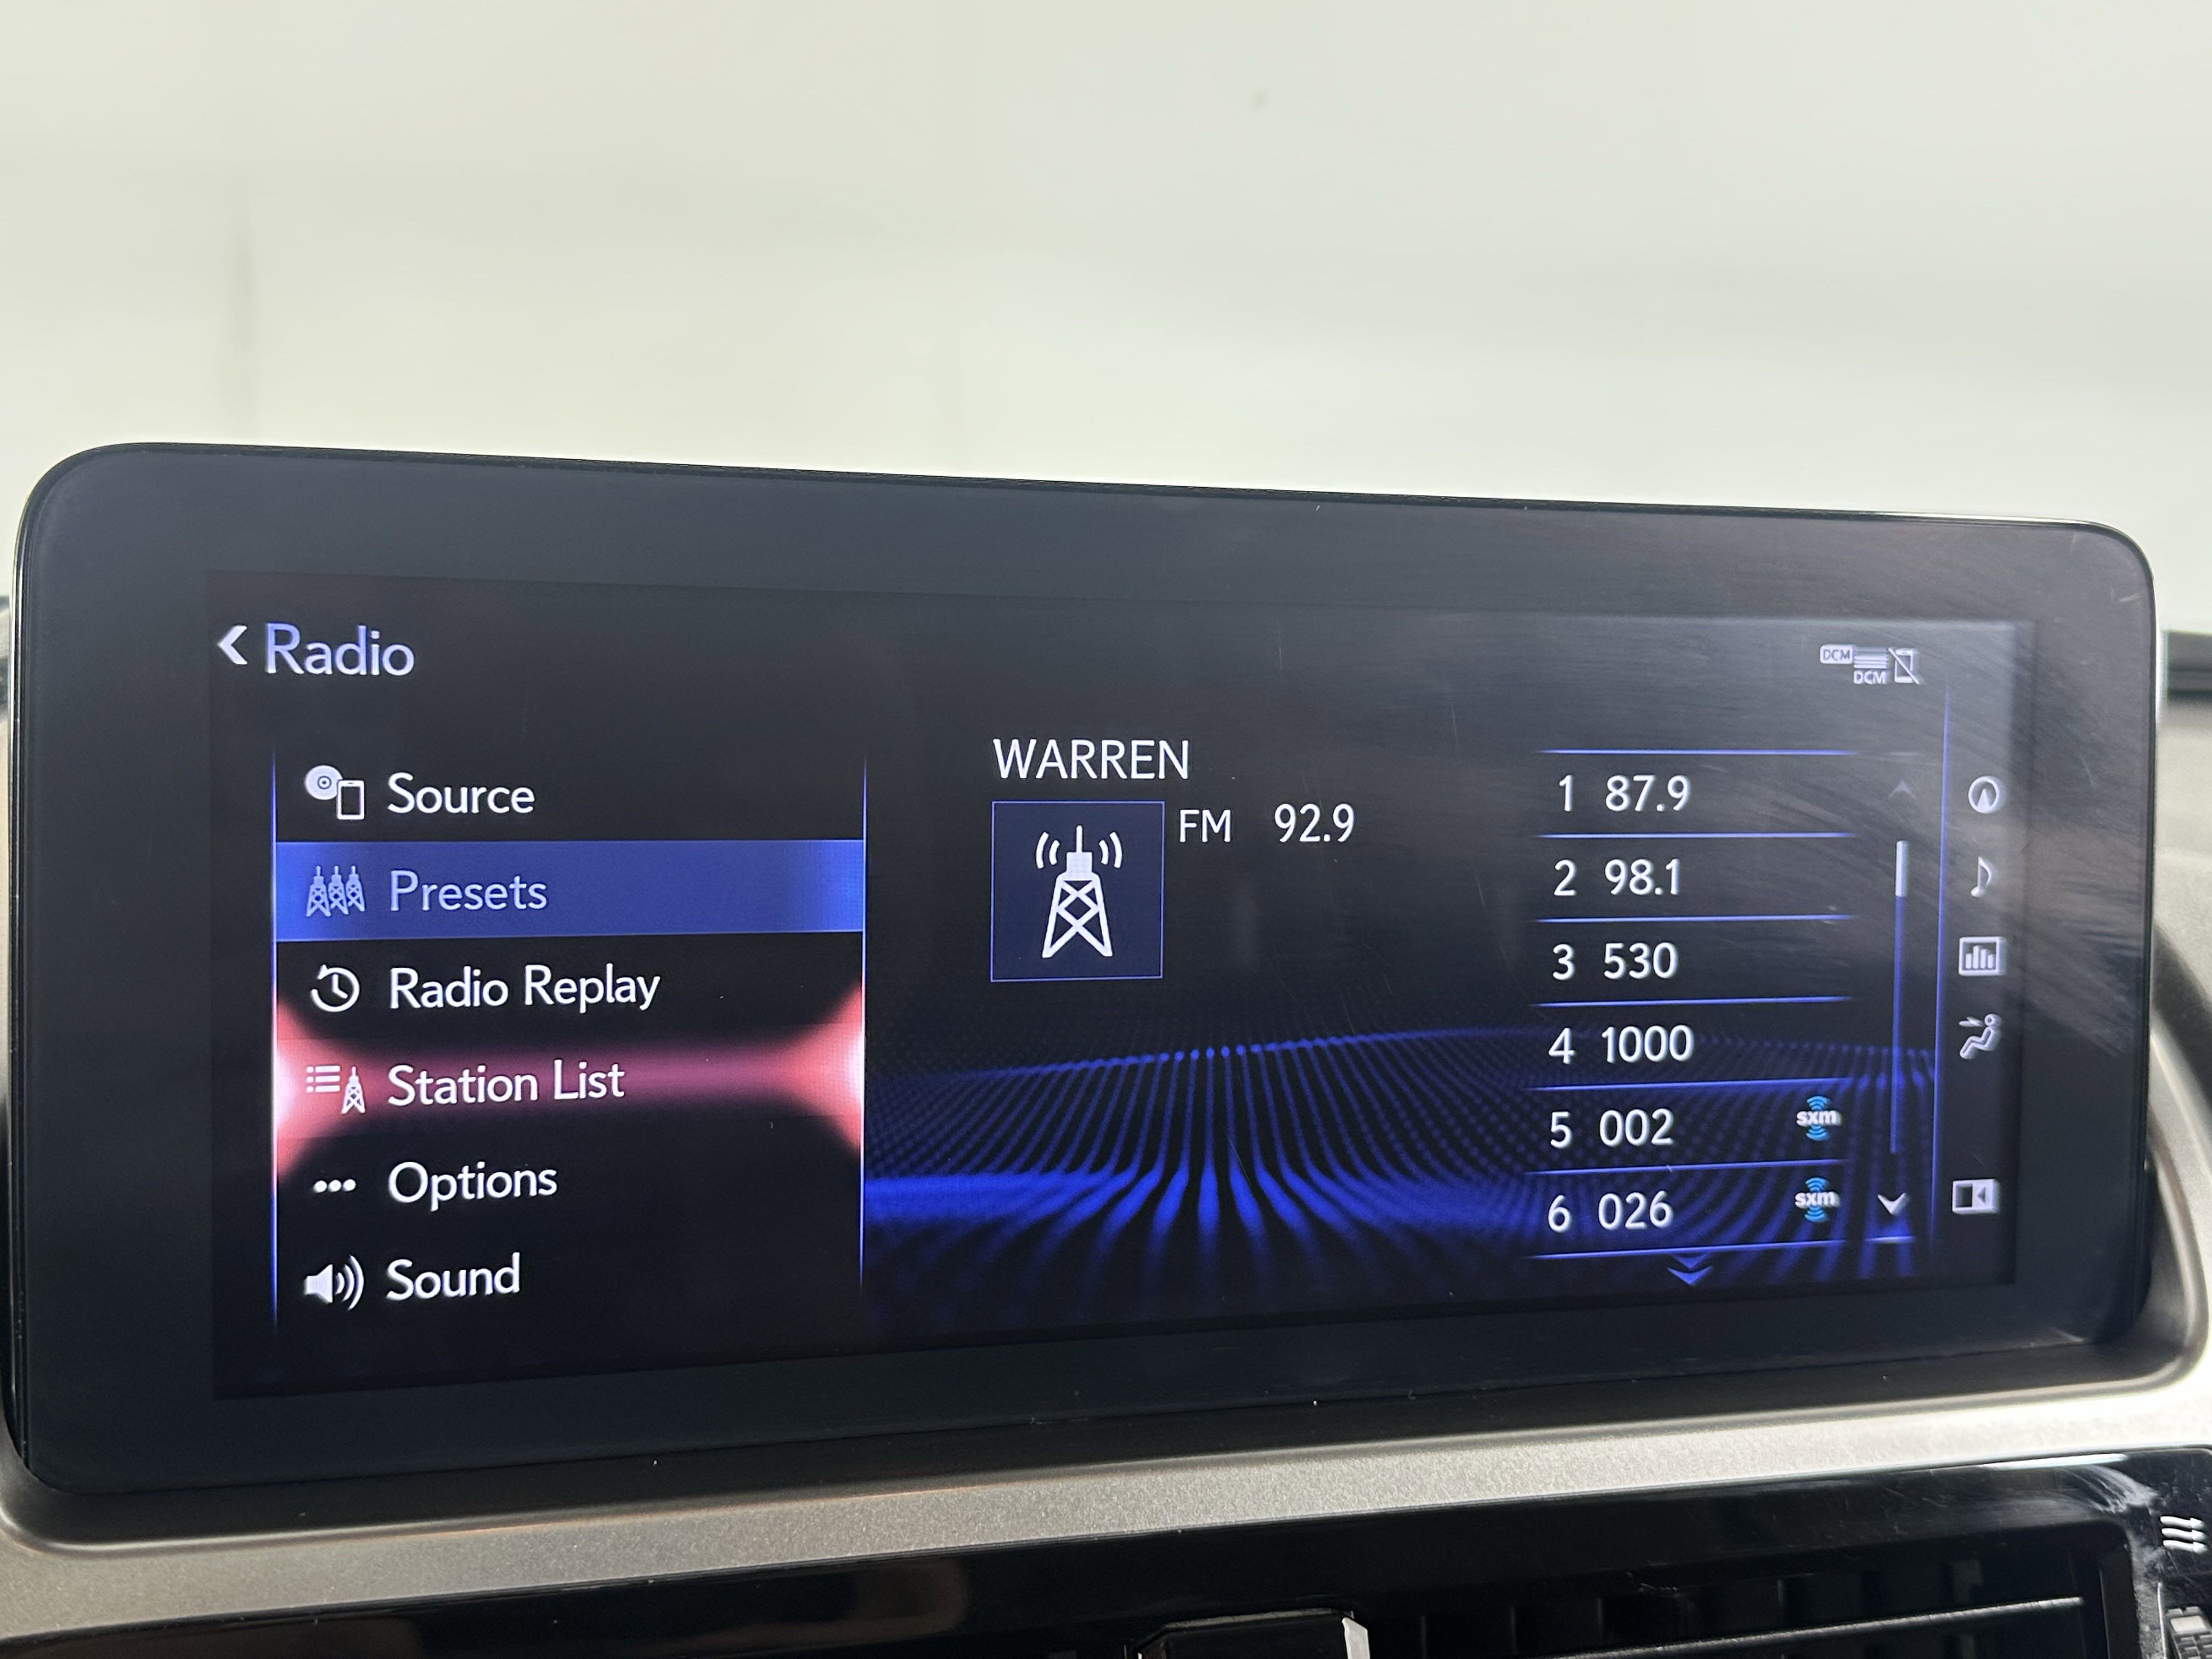 Radio
DCM
DCM
Source
Presets
Radio Replay
Station List
Options
Sound
WARREN
FM 92.9
1 87.9
2 98.1
3 530
4 1000
5 002 sxm
6 026 sxm